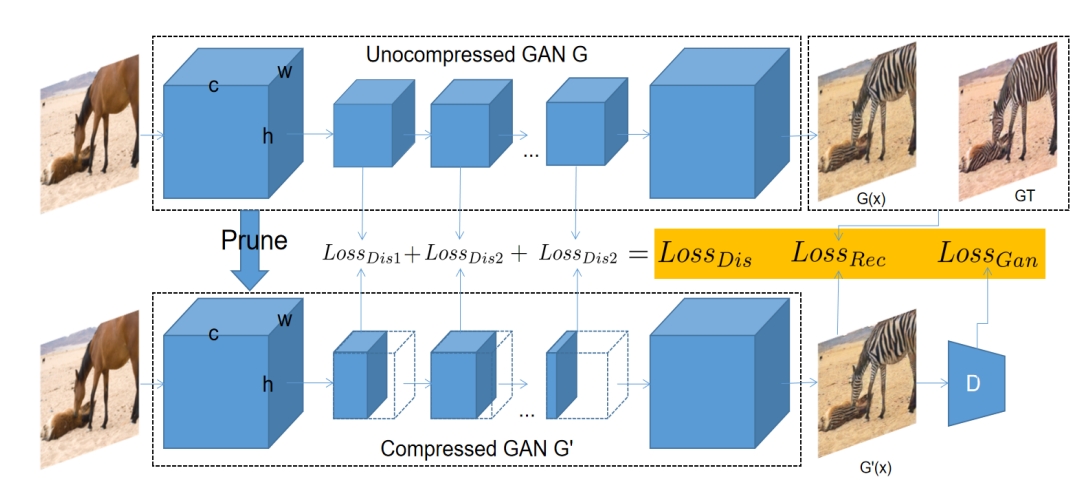 Unocompressed GAN G
c
w
h
...
G(x)
GT
Prune
Loss_{Dis1} + Loss_{Dis2} + Loss_{Dis2} = Loss_{Dis} Loss_{Rec} Loss_{Gan}
c
w
h
...
D
Compressed GAN G'
G'(x)